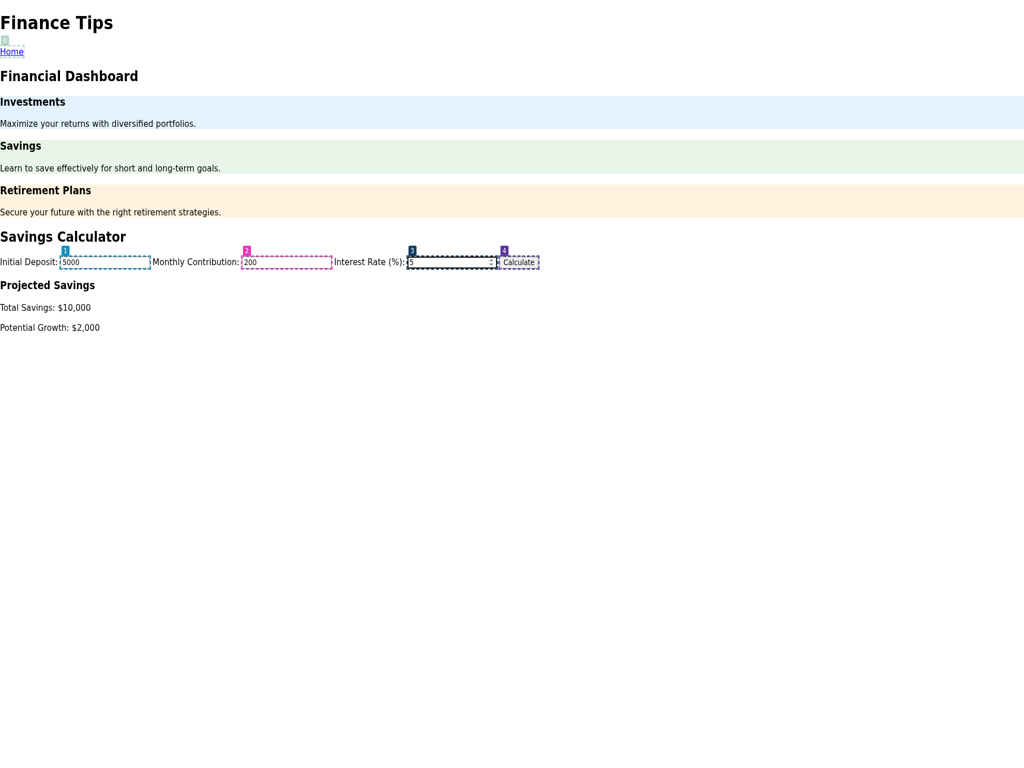 Finance Tips
Home
Financial Dashboard
Investments
Maximize your returns with diversified portfolios.
Savings
Learn to save effectively for short and long-term goals.
Retirement Plans
Secure your future with the right retirement strategies.
Savings Calculator
1 2 3 4
Initial Deposit: 5000 Monthly Contribution: 200 Interest Rate (%): 5 Calculate
Projected Savings
Total Savings: $10,000
Potential Growth: $2,000